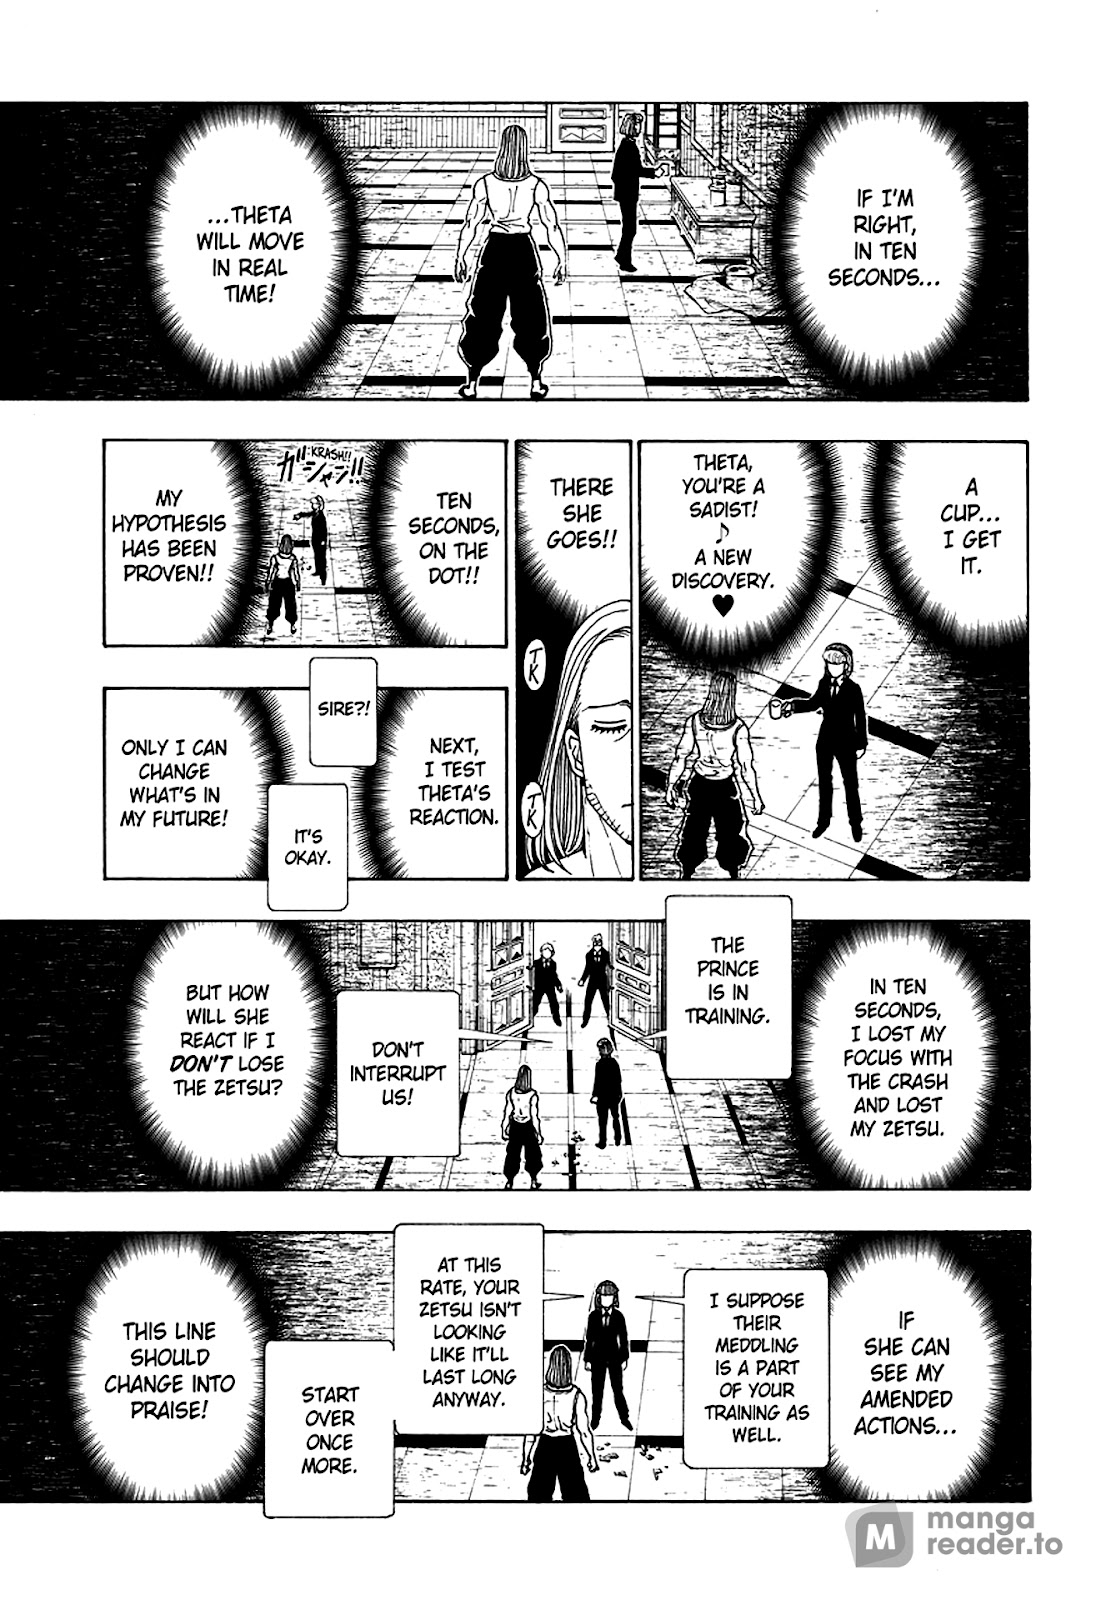 IF I'M
RIGHT,
IN TEN
SECONDS...
...THETA
WILL MOVE
IN REAL
TIME!
A
CUP...
I GET
IT.
THETA,
YOU'RE A
SADIST!
♪
A NEW
DISCOVERY.
♥
THERE
SHE
GOES!!
TK
TK
TEN
SECONDS,
ON THE
DOT!!
KRASH!!
ガシャン!!
MY
HYPOTHESIS
HAS BEEN
PROVEN!!
SIRE?!
NEXT,
I TEST
THETA'S
REACTION.
IT'S
OKAY.
ONLY I CAN
CHANGE
WHAT'S IN
MY FUTURE!
IN TEN
SECONDS,
I LOST MY
FOCUS WITH
THE CRASH
AND LOST
MY ZETSU.
THE
PRINCE
IS IN
TRAINING.
DON'T
INTERRUPT
US!
BUT HOW
WILL SHE
REACT IF I
DON'T LOSE
THE ZETSU?
IF
SHE CAN
SEE MY
AMENDED
ACTIONS...
I SUPPOSE
THEIR
MEDDLING
IS A PART
OF YOUR
TRAINING AS
WELL.
AT THIS
RATE, YOUR
ZETSU ISN'T
LOOKING
LIKE IT'LL
LAST LONG
ANYWAY.
START
OVER
ONCE
MORE.
THIS LINE
SHOULD
CHANGE INTO
PRAISE!
M
manga
reader.to